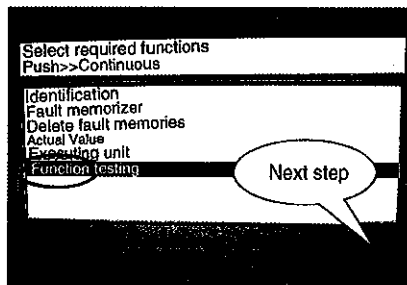 Select required functions
Push>>Continuous
Identification
Fault memorizer
Delete fault memories
Actual Value
Executing unit
Function testing
Next step